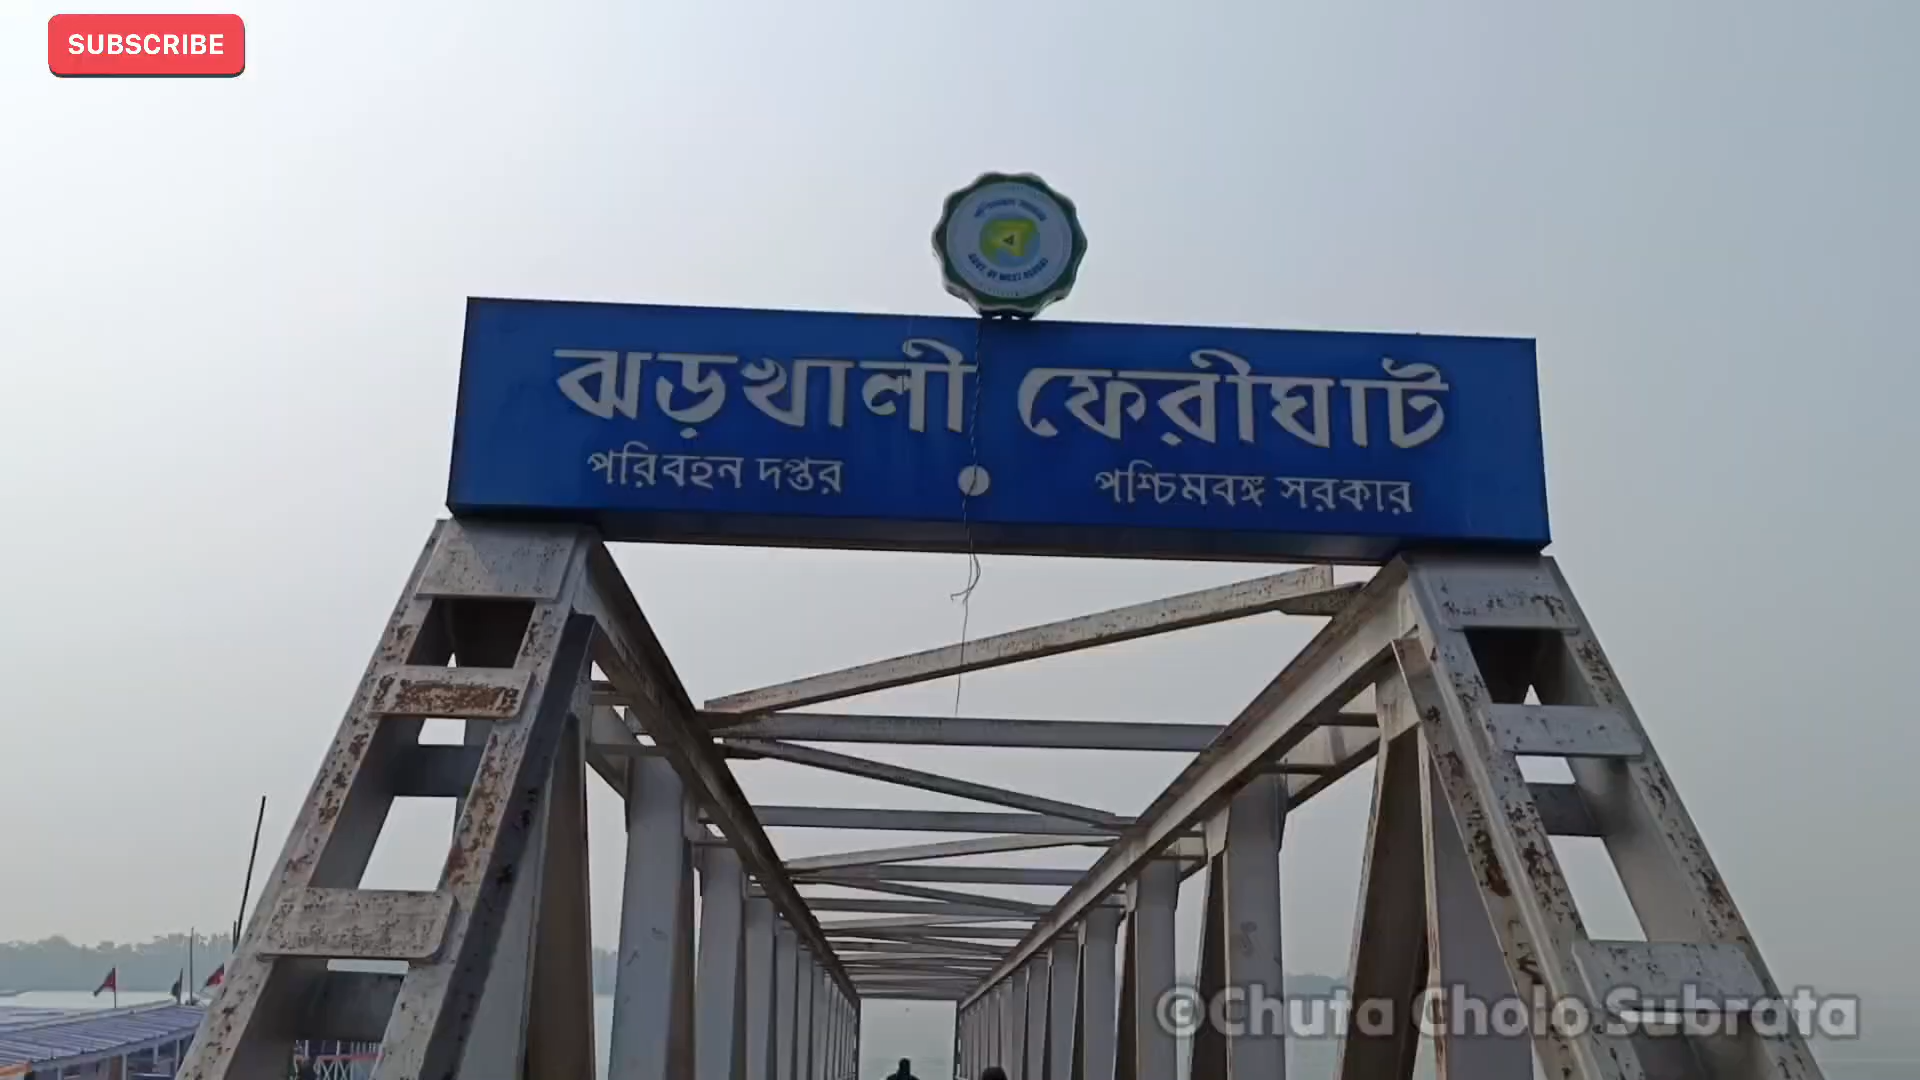 SUBSCRIBE
ঝড়খালী ফেরীঘাট
পরিবহন দপ্তর • পশ্চিমবঙ্গ সরকার
©Chuta Cholo Subrata